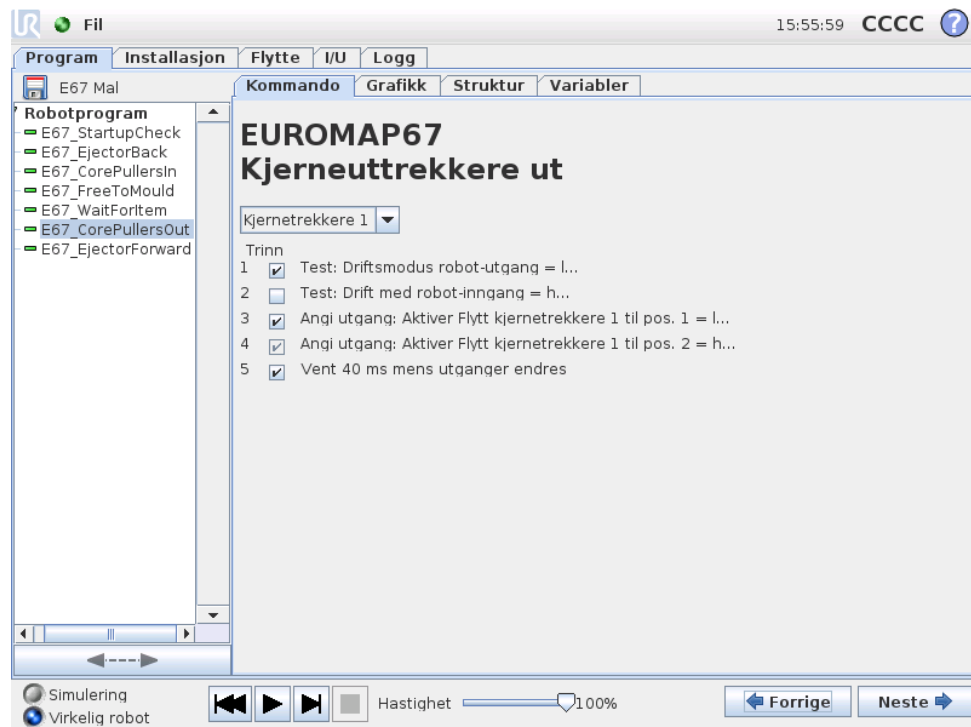 UR Fil 15:55:59 CCCC ?
Program Installasjon Flytte I/U Logg
E67 Mal
Kommando Grafikk Struktur Variabler
Robotprogram
E67_StartupCheck
E67_EjectorBack
E67_CorePullersIn
E67_FreeToMould
E67_WaitForItem
E67_CorePullersOut
E67_EjectorForward
EUROMAP67
Kjerneuttrekkere ut
Kjernetrekkere 1
Trinn
1 Test: Driftsmodus robot-utgang = l...
2 Test: Drift med robot-inngang = h...
3 Angi utgang: Aktiver Flytt kjernetrekkere 1 til pos. 1 = l...
4 Angi utgang: Aktiver Flytt kjernetrekkere 1 til pos. 2 = h...
5 Vent 40 ms mens utganger endres
Simulering
Virkelig robot
Hastighet 100%
Forrige Neste